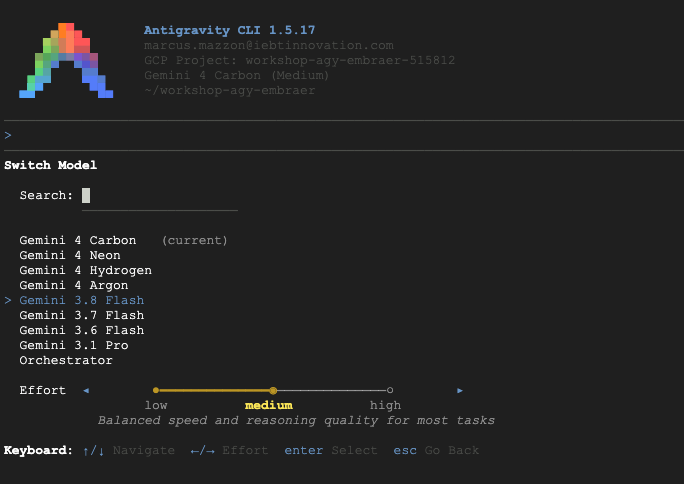 Antigravity CLI 1.5.17
marcus.mazzon@iebtinnovation.com
GCP Project: workshop-agy-embraer-515812
Gemini 4 Carbon (Medium)
~/workshop-agy-embraer
>
Switch Model
Search:
Gemini 4 Carbon (current)
Gemini 4 Neon
Gemini 4 Hydrogen
Gemini 4 Argon
> Gemini 3.8 Flash
Gemini 3.7 Flash
Gemini 3.6 Flash
Gemini 3.1 Pro
Orchestrator
Effort ◂ ▸
low medium high
Balanced speed and reasoning quality for most tasks
Keyboard: ↑/↓ Navigate ←/→ Effort enter Select esc Go Back